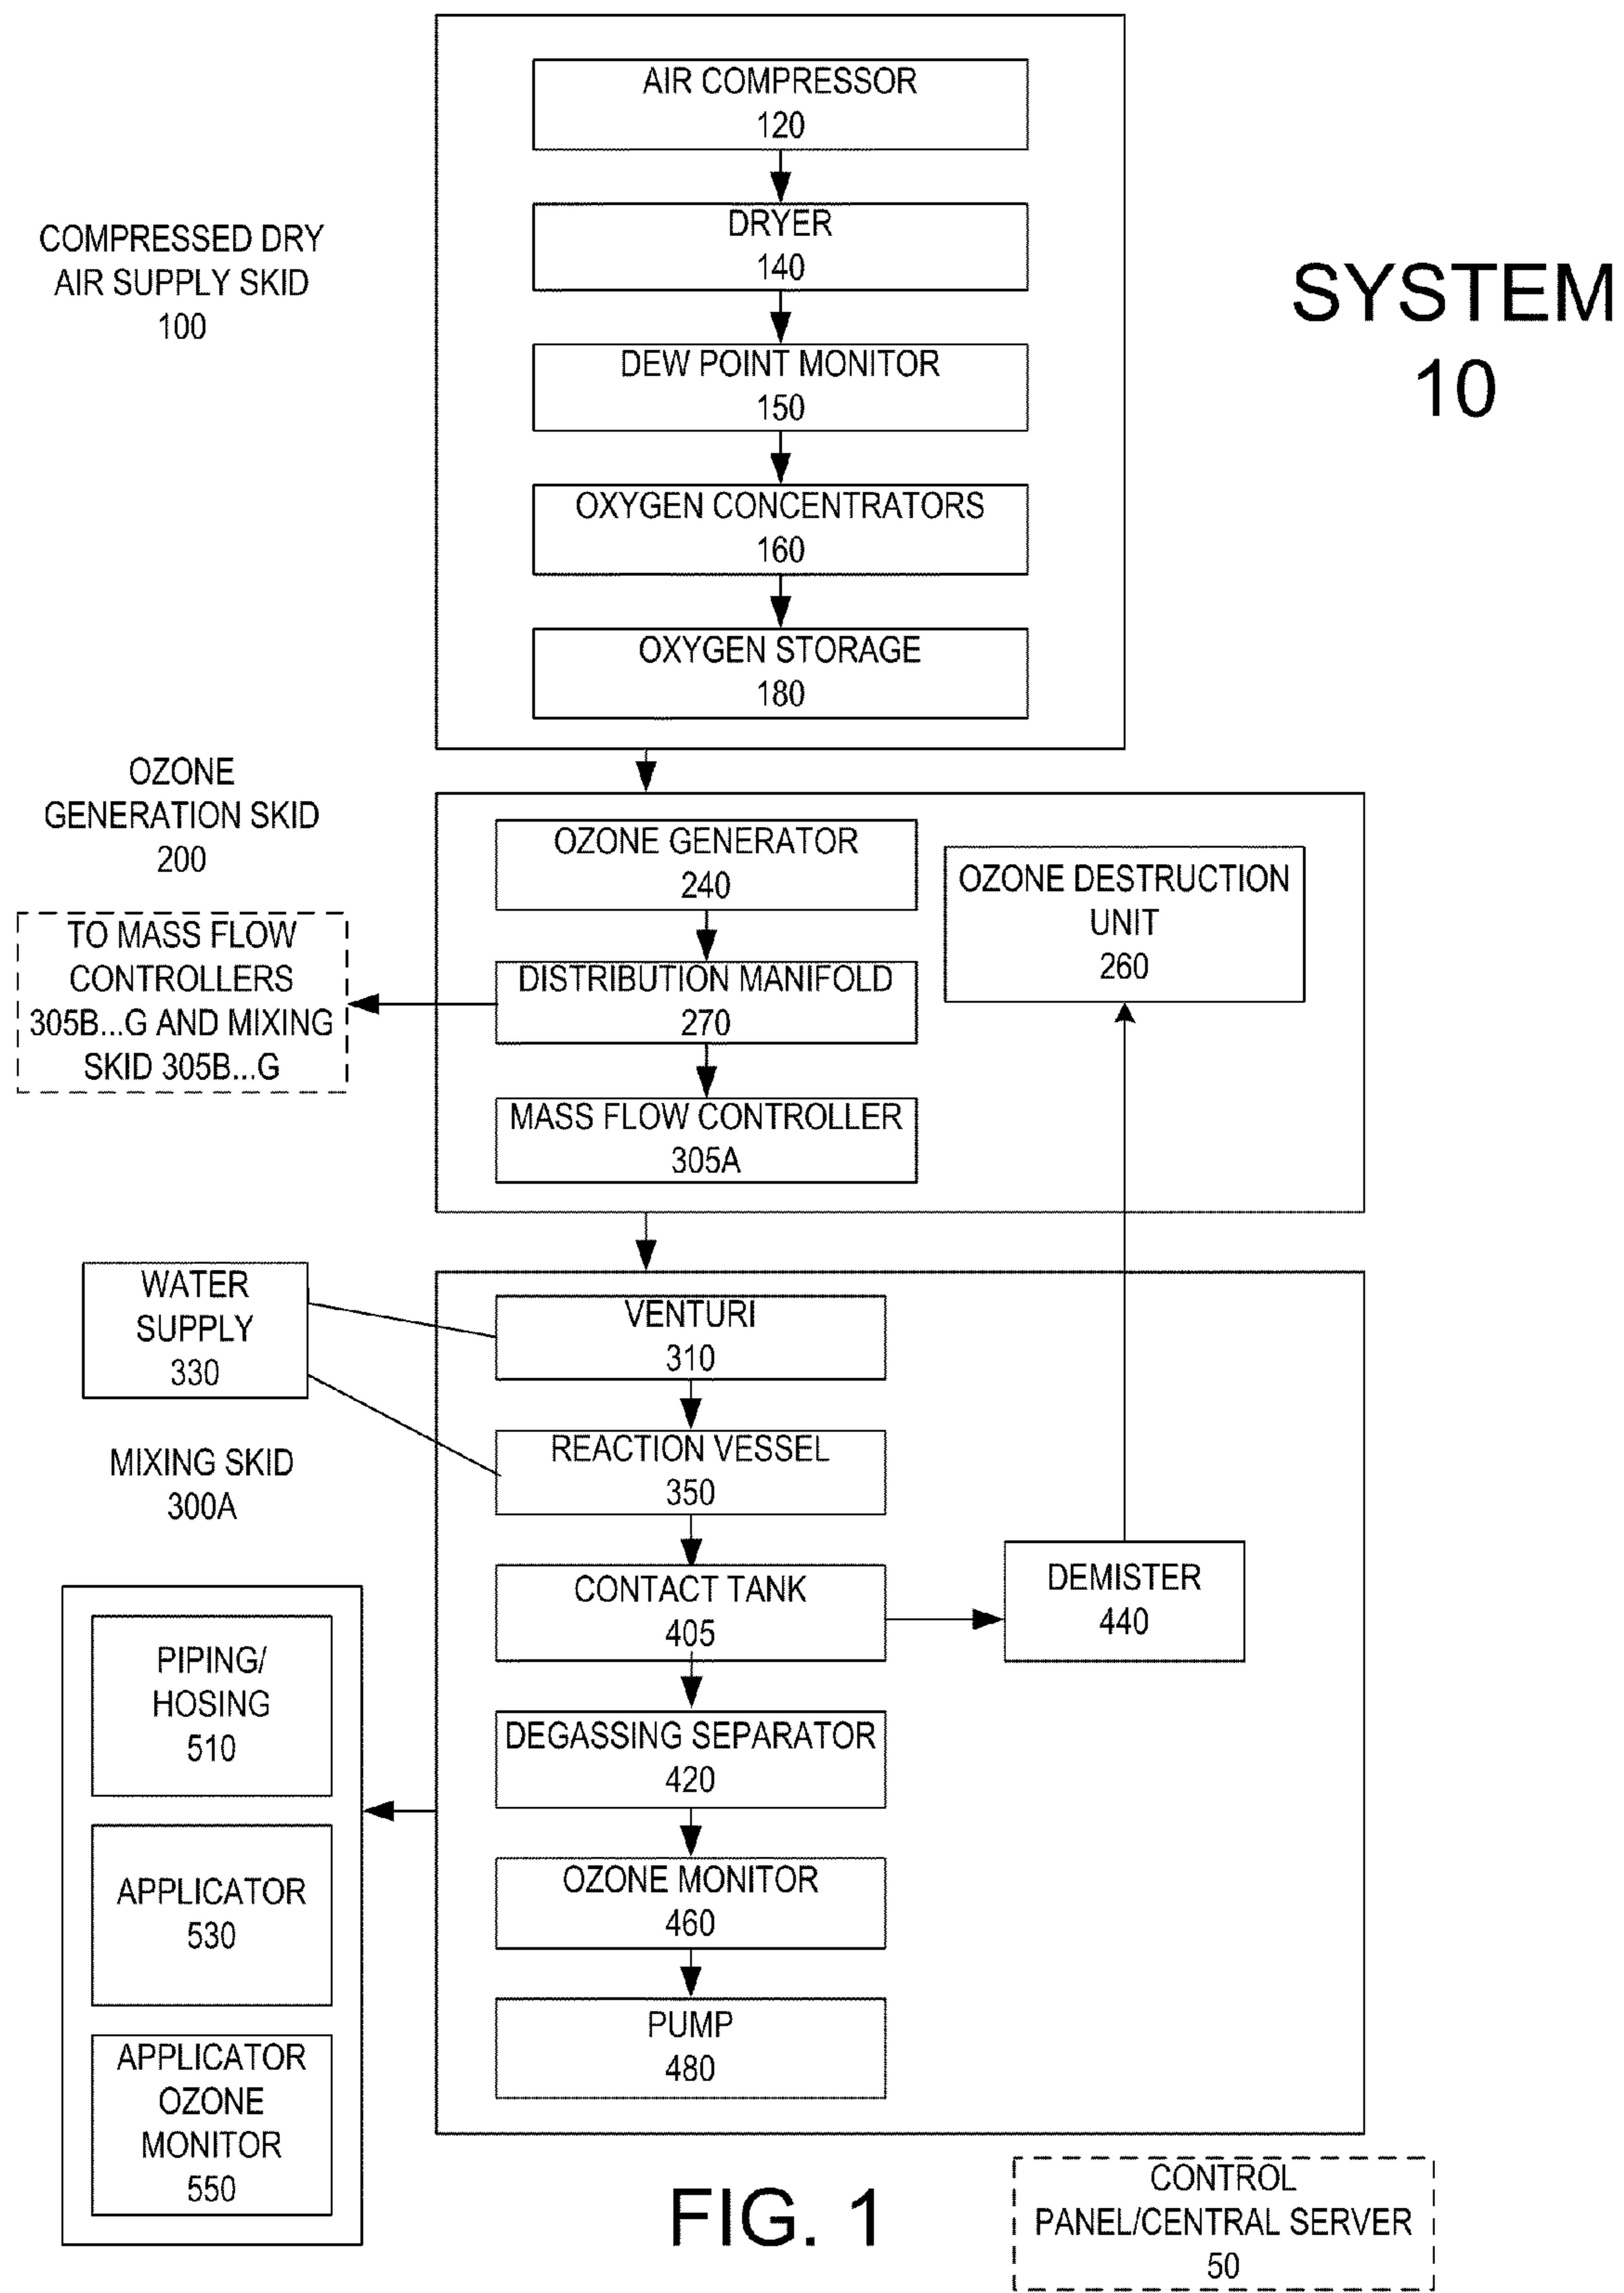 AIR COMPRESSOR
120
DRYER
140
COMPRESSED DRY
AIR SUPPLY SKID
100
SYSTEM
10
DEW POINT MONITOR
150
OXYGEN CONCENTRATORS
160
OXYGEN STORAGE
180
OZONE
GENERATION SKID
200
OZONE GENERATOR
240
OZONE DESTRUCTION
UNIT
260
TO MASS FLOW
CONTROLLERS
305B...G AND MIXING
SKID 305B...G
DISTRIBUTION MANIFOLD
270
MASS FLOW CONTROLLER
305A
WATER
SUPPLY
330
VENTURI
310
MIXING SKID
300A
REACTION VESSEL
350
CONTACT TANK
405
DEMISTER
440
PIPING/
HOSING
510
DEGASSING SEPARATOR
420
APPLICATOR
530
OZONE MONITOR
460
PUMP
480
APPLICATOR
OZONE
MONITOR
550
FIG. 1
CONTROL
PANEL/CENTRAL SERVER
50